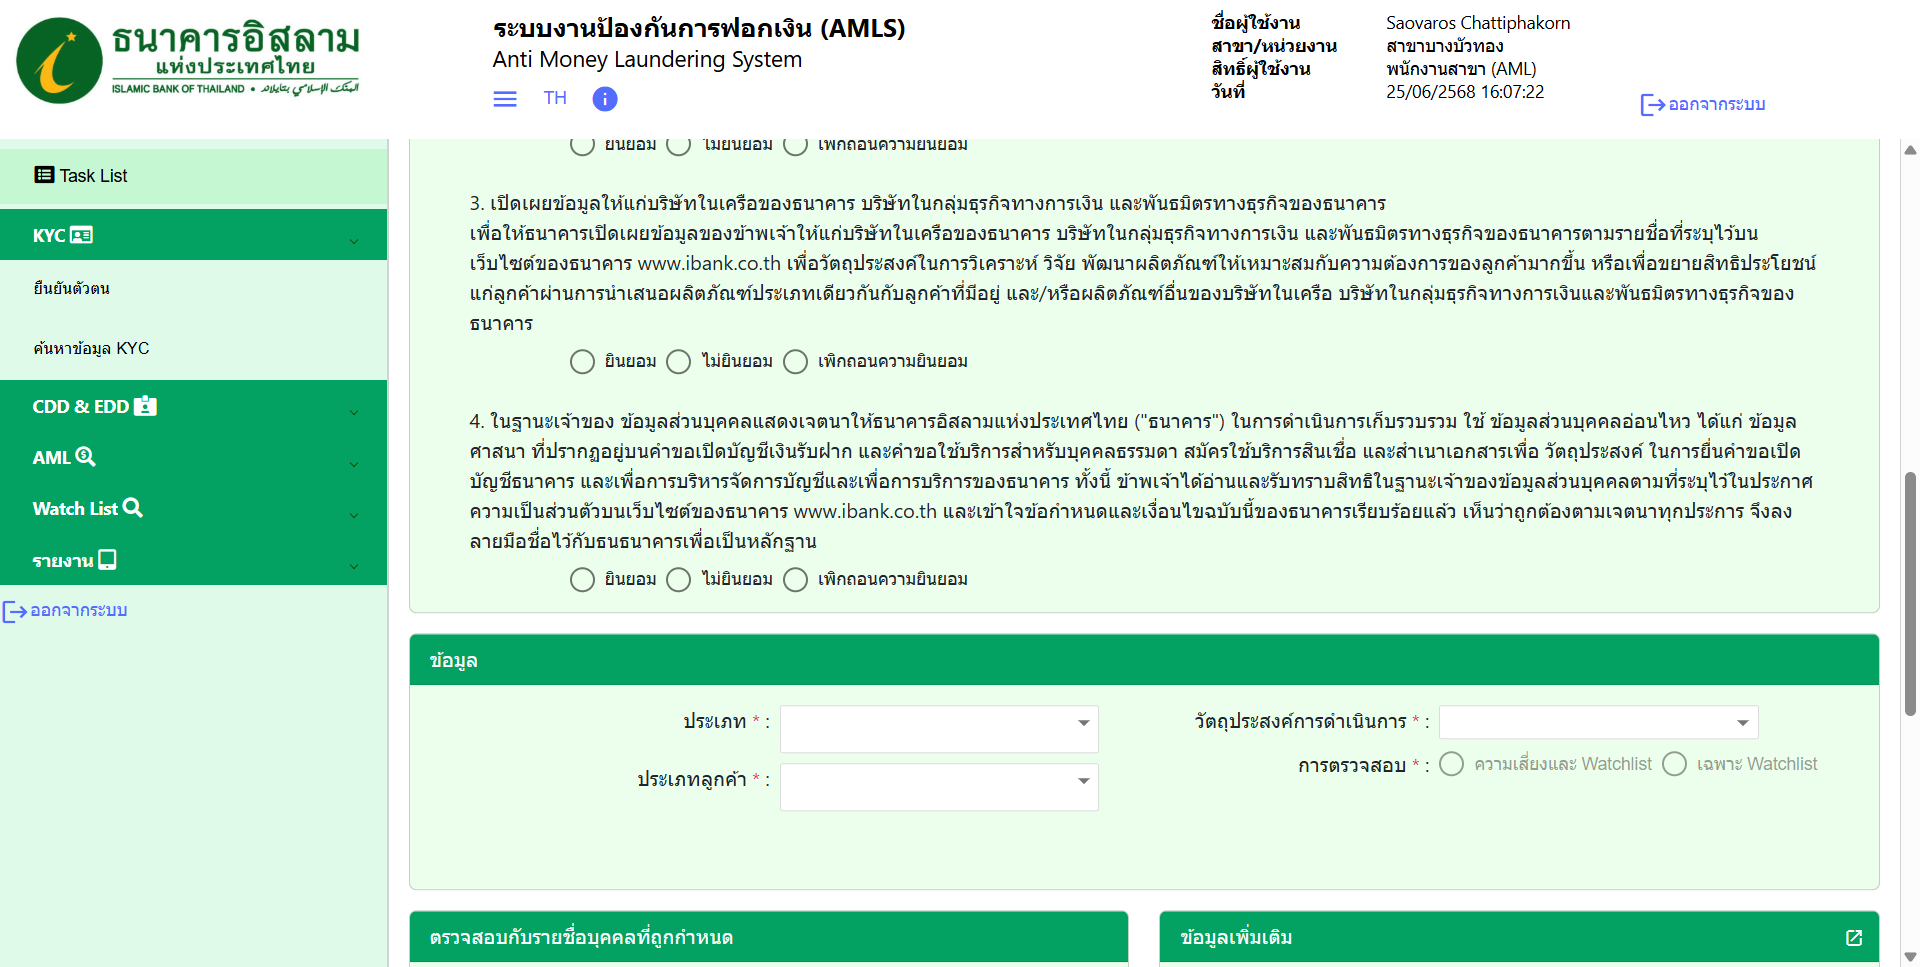 ธนาคารอิสลาม
แห่งประเทศไทย
ISLAMIC BANK OF THAILAND •
ระบบงานป้องกันการฟอกเงิน (AMLS)
Anti Money Laundering System
TH
ชื่อผู้ใช้งาน Saovaros Chattiphakorn
สาขา/หน่วยงาน สาขาบางบัวทอง
สิทธิ์ผู้ใช้งาน พนักงานสาขา (AML)
วันที่ 25/06/2568 16:07:22
ออกจากระบบ
Task List
KYC
ยืนยันตัวตน
ค้นหาข้อมูล KYC
CDD & EDD
AML
Watch List
รายงาน
ออกจากระบบ
ยินยอม ไม่ยินยอม เพิกถอนความยินยอม
3. เปิดเผยข้อมูลให้แก่บริษัทในเครือของธนาคาร บริษัทในกลุ่มธุรกิจทางการเงิน และพันธมิตรทางธุรกิจของธนาคาร
เพื่อให้ธนาคารเปิดเผยข้อมูลของข้าพเจ้าให้แก่บริษัทในเครือของธนาคาร บริษัทในกลุ่มธุรกิจทางการเงิน และพันธมิตรทางธุรกิจของธนาคารตามรายชื่อที่ระบุไว้บน
เว็บไซต์ของธนาคาร www.ibank.co.th เพื่อวัตถุประสงค์ในการวิเคราะห์ วิจัย พัฒนาผลิตภัณฑ์ให้เหมาะสมกับความต้องการของลูกค้ามากขึ้น หรือเพื่อขยายสิทธิประโยชน์
แก่ลูกค้าผ่านการนำเสนอผลิตภัณฑ์ประเภทเดียวกันกับลูกค้าที่มีอยู่ และ/หรือผลิตภัณฑ์อื่นของบริษัทในเครือ บริษัทในกลุ่มธุรกิจทางการเงินและพันธมิตรทางธุรกิจของ
ธนาคาร
ยินยอม ไม่ยินยอม เพิกถอนความยินยอม
4. ในฐานะเจ้าของ ข้อมูลส่วนบุคคลแสดงเจตนาให้ธนาคารอิสลามแห่งประเทศไทย ("ธนาคาร") ในการดำเนินการเก็บรวบรวม ใช้ ข้อมูลส่วนบุคคลอ่อนไหว ได้แก่ ข้อมูล
ศาสนา ที่ปรากฏอยู่บนคำขอเปิดบัญชีเงินรับฝาก และคำขอใช้บริการสำหรับบุคคลธรรมดา สมัครใช้บริการสินเชื่อ และสำเนาเอกสารเพื่อ วัตถุประสงค์ ในการยื่นคำขอเปิด
บัญชีธนาคาร และเพื่อการบริหารจัดการบัญชีและเพื่อการบริการของธนาคาร ทั้งนี้ ข้าพเจ้าได้อ่านและรับทราบสิทธิในฐานะเจ้าของข้อมูลส่วนบุคคลตามที่ระบุไว้ในประกาศ
ความเป็นส่วนตัวบนเว็บไซต์ของธนาคาร www.ibank.co.th และเข้าใจข้อกำหนดและเงื่อนไขฉบับนี้ของธนาคารเรียบร้อยแล้ว เห็นว่าถูกต้องตามเจตนาทุกประการ จึงลง
ลายมือชื่อไว้กับธนธนาคารเพื่อเป็นหลักฐาน
ยินยอม ไม่ยินยอม เพิกถอนความยินยอม
ข้อมูล
ประเภท * : วัตถุประสงค์การดำเนินการ * :
ประเภทลูกค้า * : การตรวจสอบ * : ความเสี่ยงและ Watchlist เฉพาะ Watchlist
ตรวจสอบกับรายชื่อบุคคลที่ถูกกำหนด
ข้อมูลเพิ่มเติม